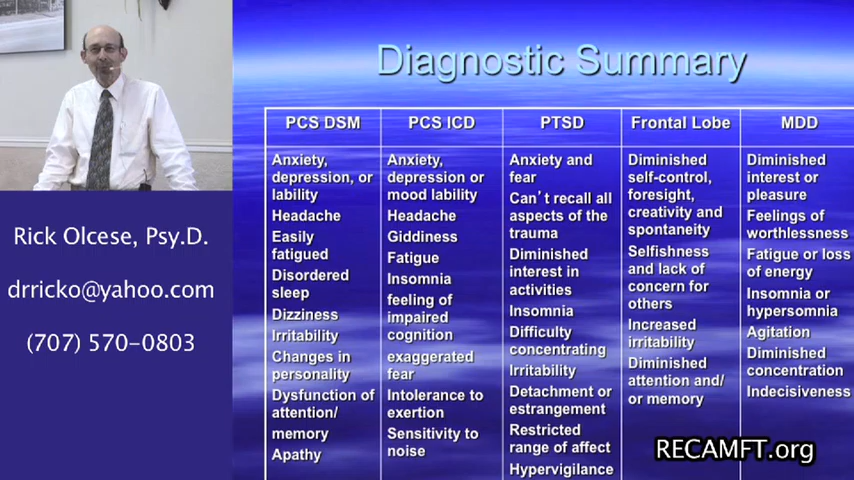 Diagnostic Summary
PCS DSM
Anxiety,
depression, or
lability
Headache
Easily
fatigued
Disordered
sleep
Dizziness
Irritability
Changes in
personality
Dysfunction of
attention/
memory
Apathy
PCS ICD
Anxiety,
depression or
mood lability
Headache
Giddiness
Fatigue
Insomnia
feeling of
impaired
cognition
exaggerated
fear
Intolerance to
exertion
Sensitivity to
noise
PTSD
Anxiety and
fear
Can't recall all
aspects of the
trauma
Diminished
interest in
activities
Insomnia
Difficulty
concentrating
Irritability
Detachment or
estrangement
Restricted
range of affect
Hypervigilance
Frontal Lobe
Diminished
self-control,
foresight,
creativity and
spontaneity
Selfishness
and lack of
concern for
others
Increased
irritability
Diminished
attention and/
or memory
MDD
Diminished
interest or
pleasure
Feelings of
worthlessness
Fatigue or loss
of energy
Insomnia or
hypersomnia
Agitation
Diminished
concentration
Indecisiveness
Rick Olcese, Psy.D.
drricko@yahoo.com
(707) 570-0803
RECAMFT.org